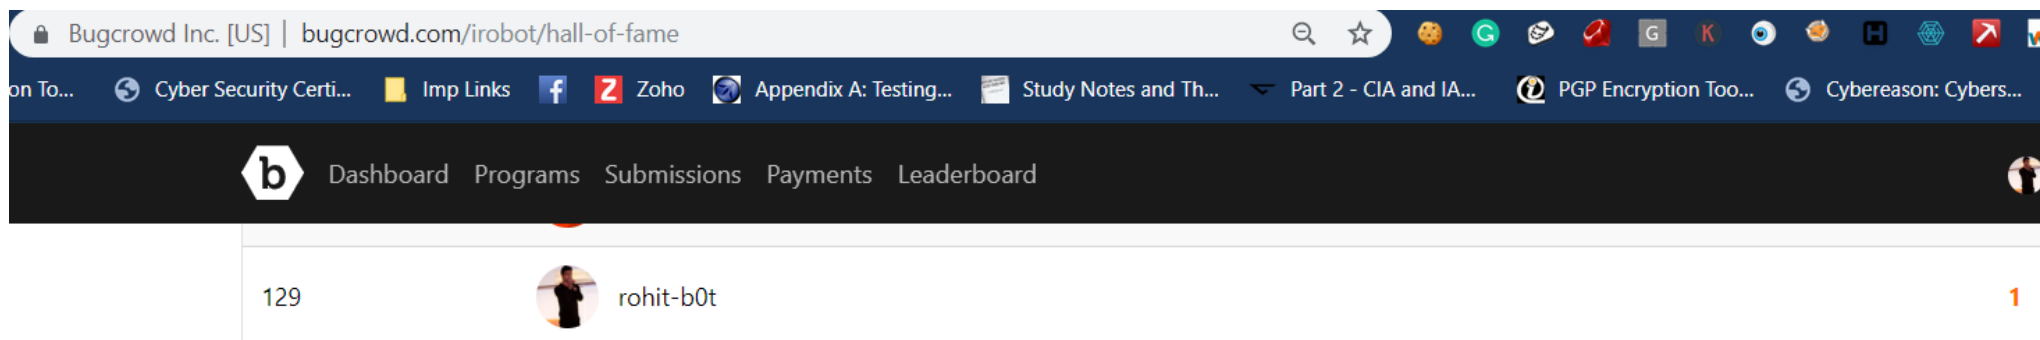 Bugcrowd Inc. [US] | bugcrowd.com/irobot/hall-of-fame
on To... Cyber Security Certi... Imp Links Zoho Appendix A: Testing... Study Notes and Th... Part 2 - CIA and IA... PGP Encryption Too... Cybereason: Cybers...
b Dashboard Programs Submissions Payments Leaderboard
129 rohit-b0t 1